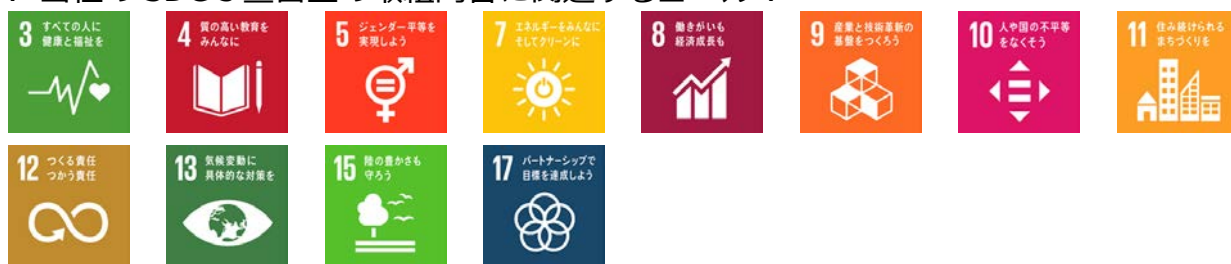 3 すべての人に
健康と福祉を
4 質の高い教育を
みんなに
5 ジェンダー平等を
実現しよう
7 エネルギーをみんなに
そしてクリーンに
8 働きがいも
経済成長も
9 産業と技術革新の
基盤をつくろう
10 人や国の不平等
をなくそう
11 住み続けられる
まちづくりを
12 つくる責任
つかう責任
13 気候変動に
具体的な対策を
15 陸の豊かさも
守ろう
17 パートナーシップで
目標を達成しよう